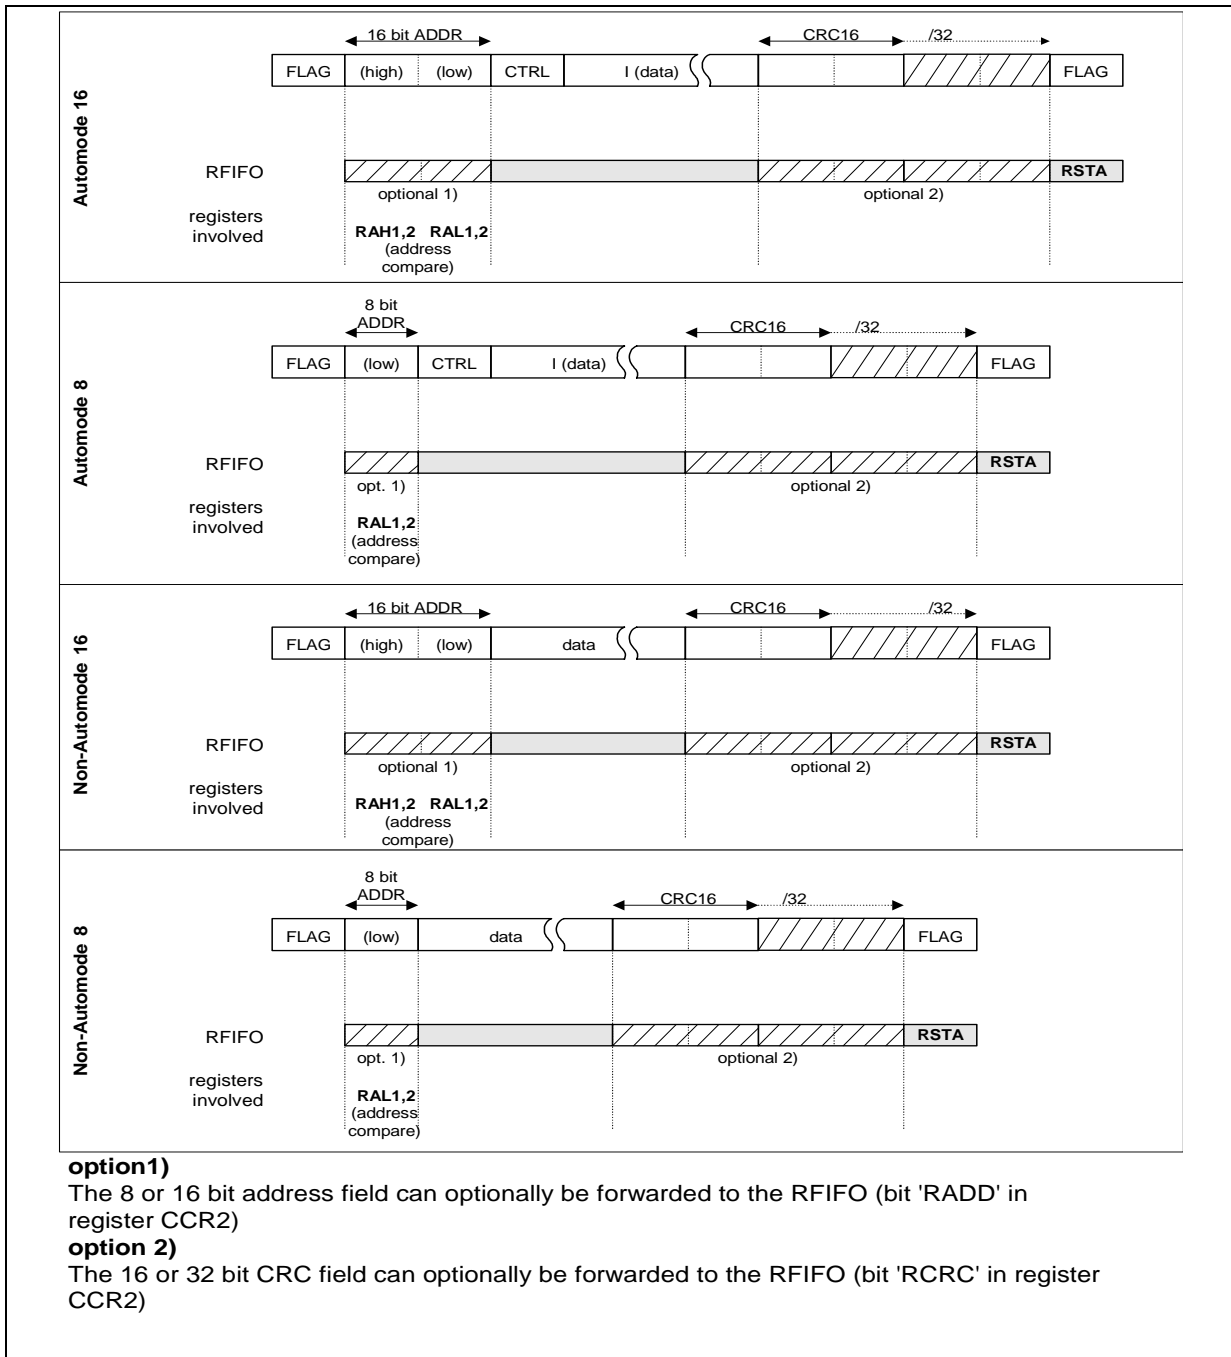 Automode 16
16 bit ADDR CRC16 /32
FLAG (high) (low) CTRL I (data) FLAG
RFIFO RSTA
optional 1) optional 2)
registers
involved
RAH1,2 RAL1,2
(address
compare)
Automode 8
8 bit
ADDR CRC16 /32
FLAG (low) CTRL I (data) FLAG
RFIFO RSTA
opt. 1) optional 2)
registers
involved
RAL1,2
(address
compare)
Non-Automode 16
16 bit ADDR CRC16 /32
FLAG (high) (low) data FLAG
RFIFO RSTA
optional 1) optional 2)
registers
involved
RAH1,2 RAL1,2
(address
compare)
Non-Automode 8
8 bit
ADDR CRC16 /32
FLAG (low) data FLAG
RFIFO RSTA
opt. 1) optional 2)
registers
involved
RAL1,2
(address
compare)
option1)
The 8 or 16 bit address field can optionally be forwarded to the RFIFO (bit 'RADD' in
register CCR2)
option 2)
The 16 or 32 bit CRC field can optionally be forwarded to the RFIFO (bit 'RCRC' in register
CCR2)